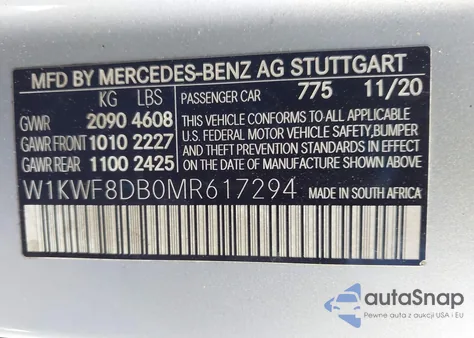 MFD BY MERCEDES-BENZ AG STUTTGART
KG LBS PASSENGER CAR 775 11/20
GVWR 2090 4608
GAWR FRONT 1010 2227
GAWR REAR 1100 2425
THIS VEHICLE CONFORMS TO ALL APPLICABLE
U.S. FEDERAL MOTOR VEHICLE SAFETY,BUMPER
AND THEFT PREVENTION STANDARDS IN EFFECT
ON THE DATE OF MANUFACTURE SHOWN ABOVE
W1KWF8DB0MR617294 MADE IN SOUTH AFRICA
autoSnap
Pewne auta z USA i EU